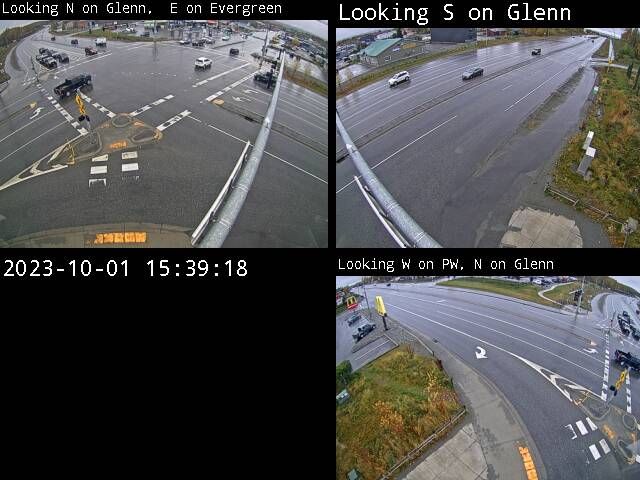 Looking N on Glenn,  E on Evergreen
Looking S on Glenn
2023-10-01 15:39:18
Looking W on PW, N on Glenn